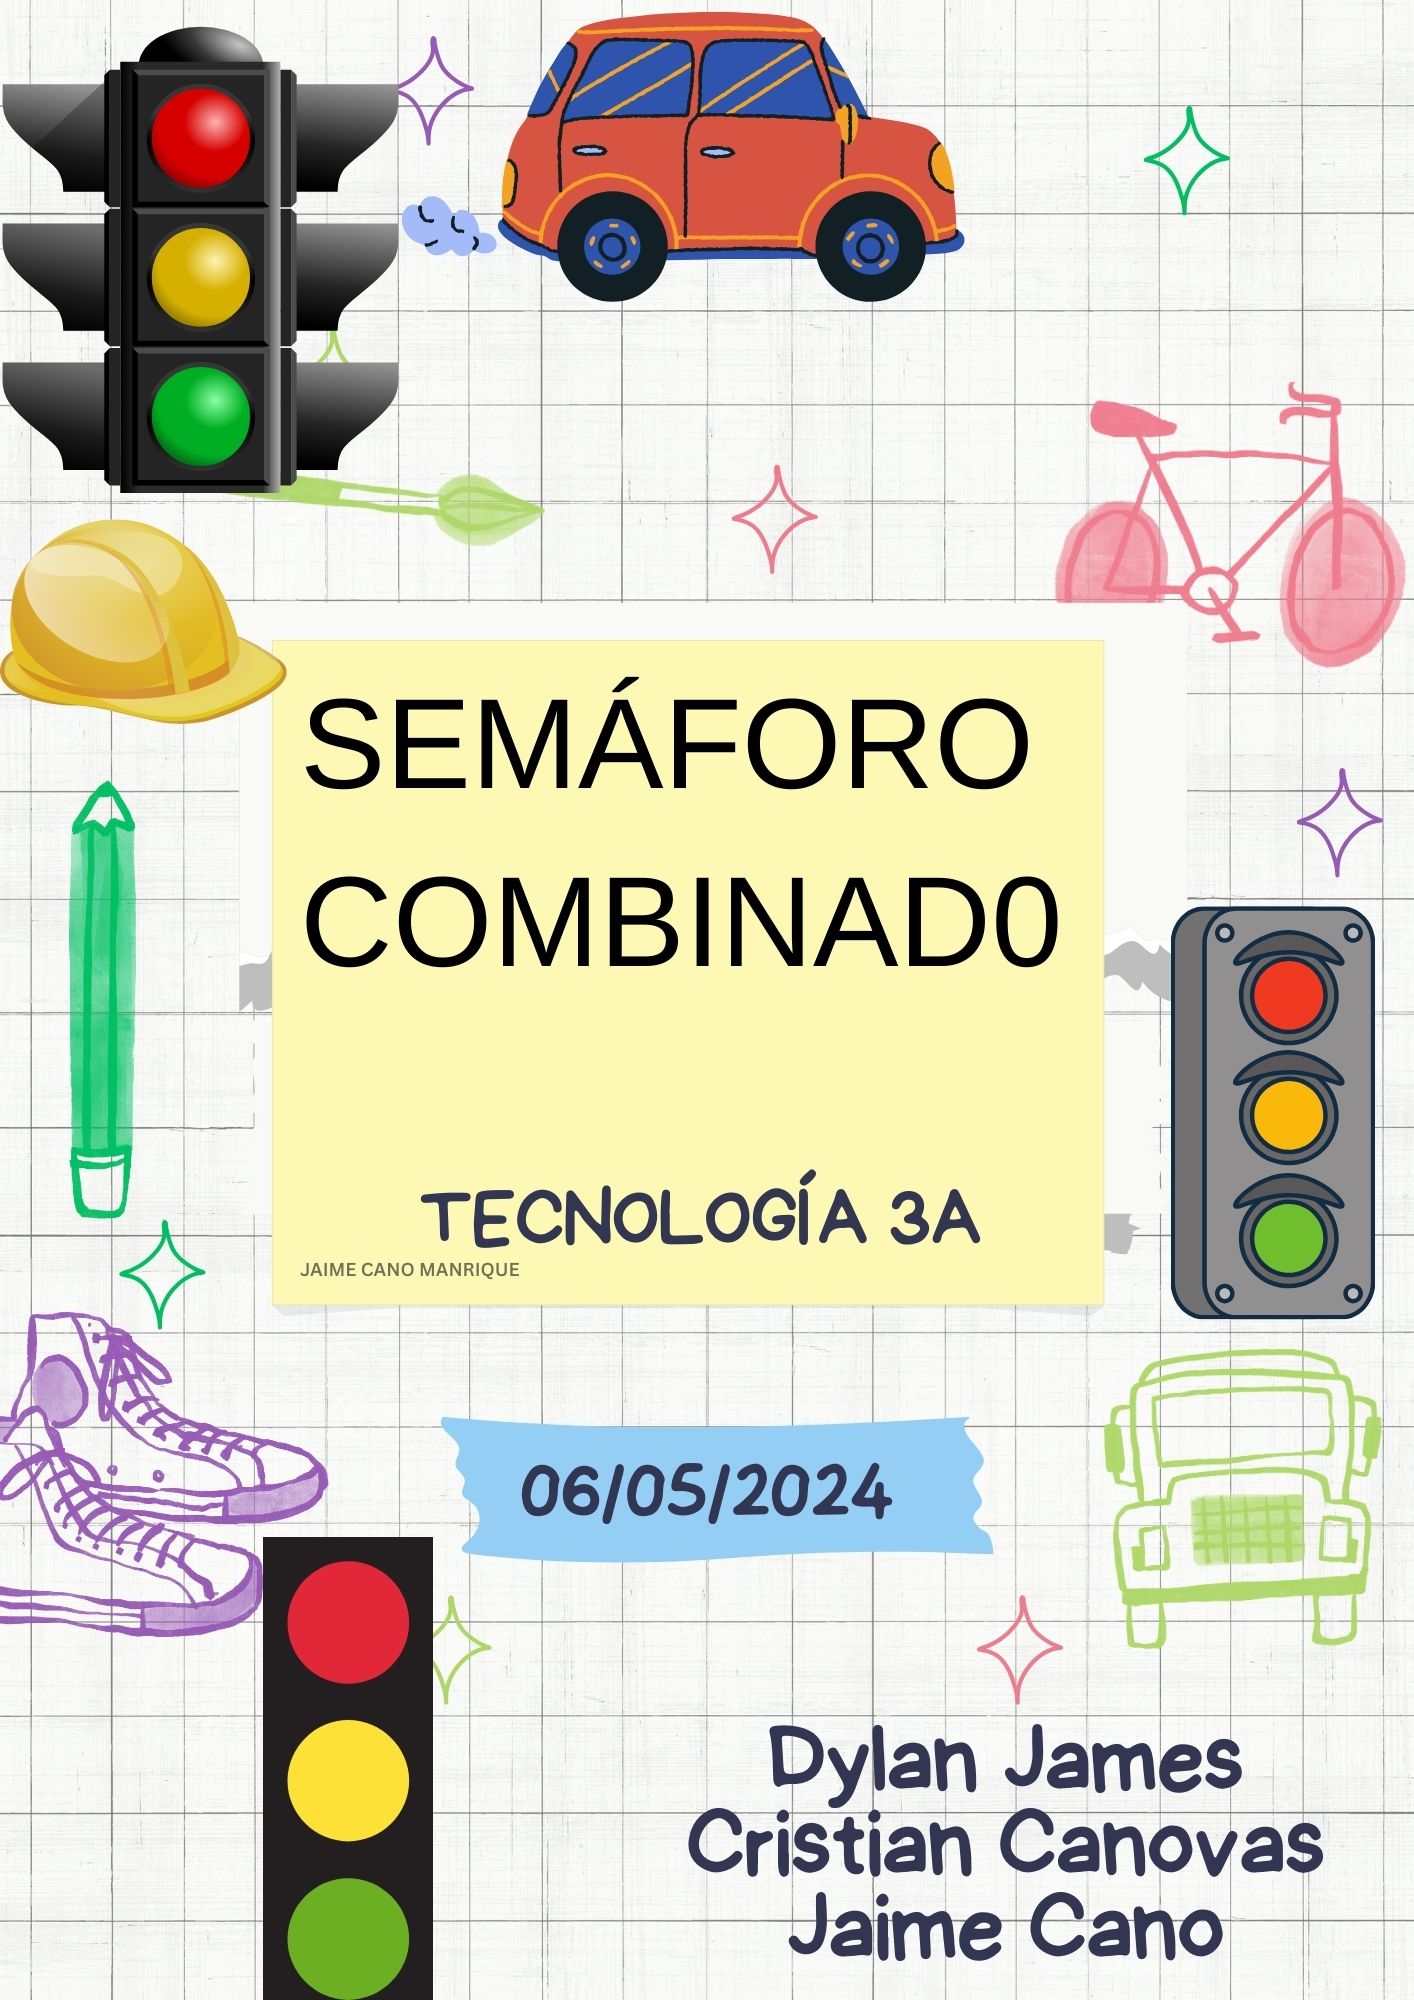 SEMÁFORO
COMBINAD0
TECNOLOGÍA 3A
JAIME CANO MANRIQUE
06/05/2024
Dylan James
Cristian Canovas
Jaime Cano